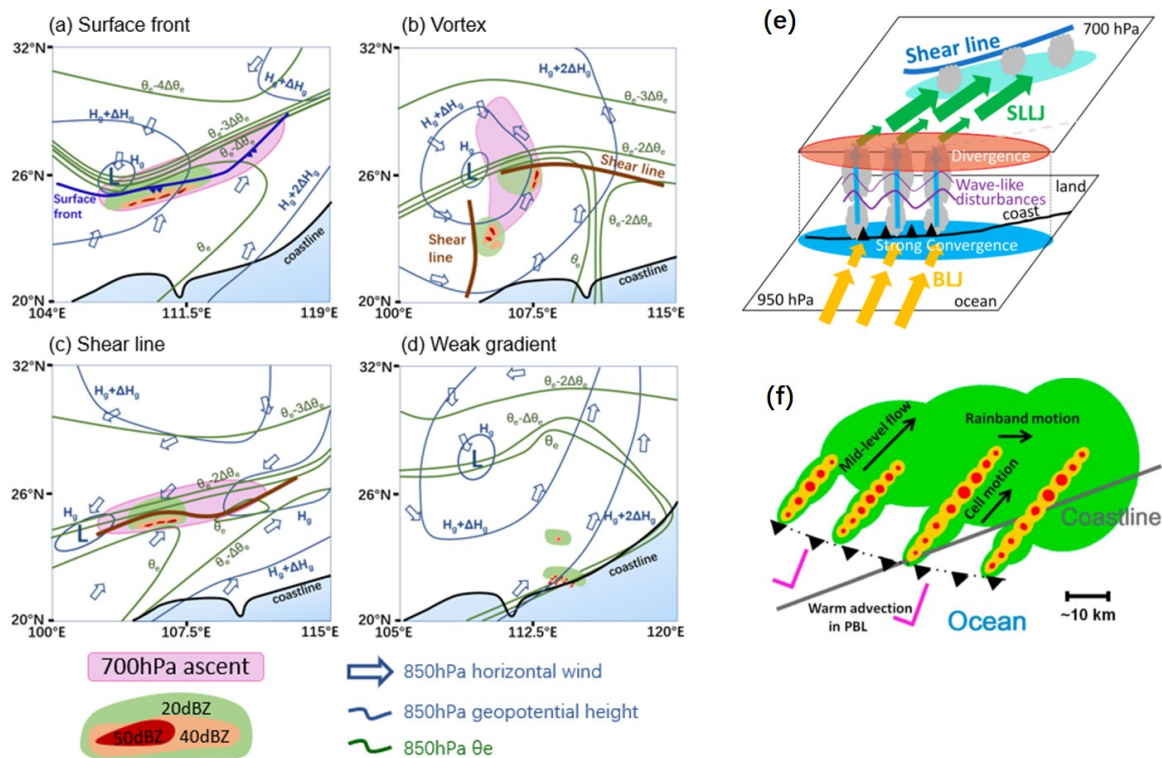 (a) Surface front
32°N
26°N
20°N
104°E
111.5°E
119°E
θe-4Δθe
Hg+ΔHg
Hg+ΔHg
Hg
θe-3Δθe
θe-Δθe
L
Hg+2ΔHg
Surface
front
θe
coastline
(b) Vortex
32°N
26°N
20°N
100°E
107.5°E
115°E
Hg+2ΔHg
θe-3Δθe
Hg+ΔHg
Hg
θe-2Δθe
L
Shear line
θe-2Δθe
Shear
line
θe
coastline
(c) Shear line
32°N
26°N
20°N
100°E
107.5°E
115°E
Hg+ΔHg
θe-3Δθe
θe-2Δθe
Hg
L
θe
Hg
θe
θe-Δθe
Hg+ΔHg
coastline
(d) Weak gradient
32°N
26°N
20°N
105°E
112.5°E
120°E
θe-2Δθe
θe-Δθe
Hg
θe
L
Hg+ΔHg
Hg+2ΔHg
coastline
700hPa ascent
20dBZ
50dBZ
40dBZ
850hPa horizontal wind
850hPa geopotential height
850hPa θe
(e)
700 hPa
Shear line
SLLJ
Divergence
Wave-like
disturbances
land
coast
Strong Convergence
BLJ
950 hPa
ocean
(f)
Mid-level flow
Rainband motion
Cell motion
Coastline
Warm advection
in PBL
Ocean
~10 km